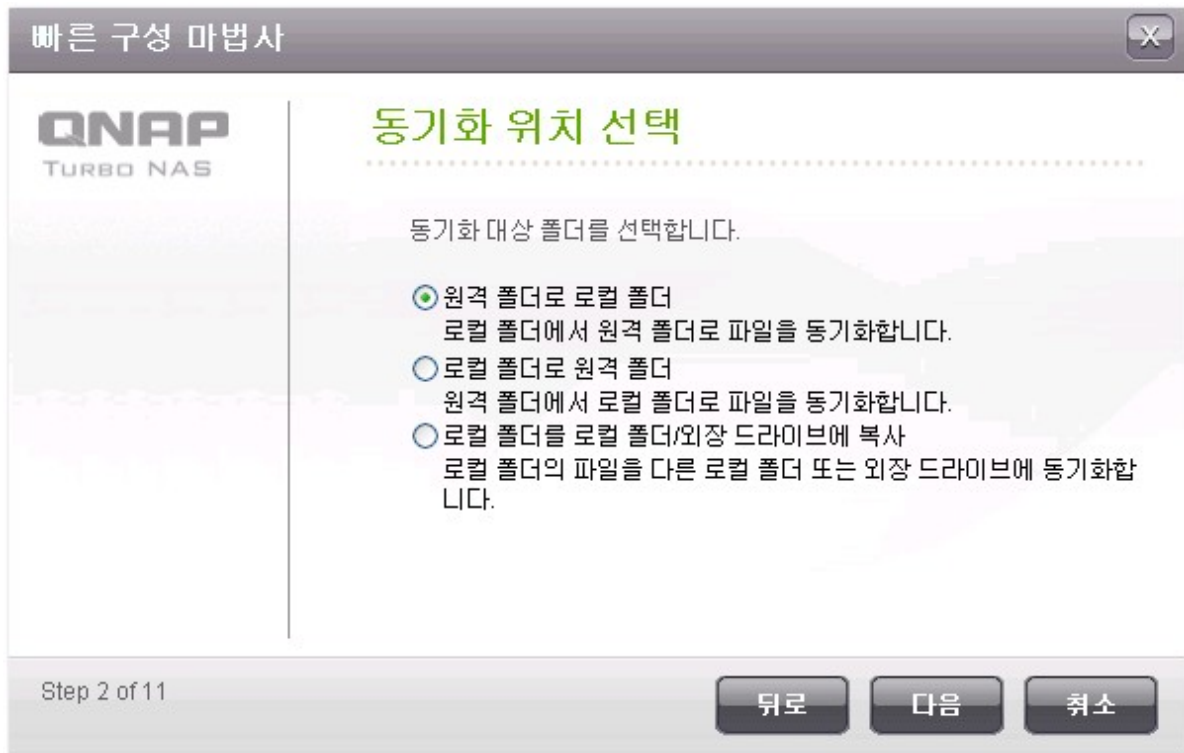 빠른 구성 마법사
X
QNAP
TURBO NAS
동기화 위치 선택
동기화 대상 폴더를 선택합니다.
원격 폴더로 로컬 폴더
로컬 폴더에서 원격 폴더로 파일을 동기화합니다.
로컬 폴더로 원격 폴더
원격 폴더에서 로컬 폴더로 파일을 동기화합니다.
로컬 폴더를 로컬 폴더/외장 드라이브에 복사
로컬 폴더의 파일을 다른 로컬 폴더 또는 외장 드라이브에 동기화합
니다.
Step 2 of 11
뒤로
다음
취소